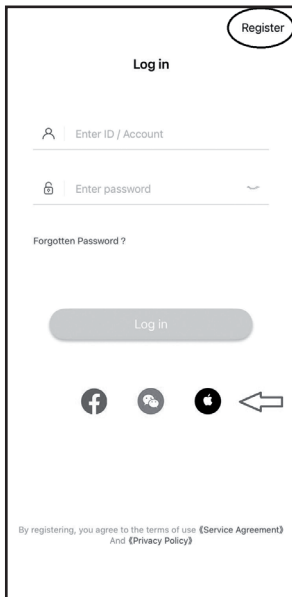 Register
Log in
Enter ID / Account
Enter password
Forgotten Password ?
Log in
By registering, you agree to the terms of use 《Service Agreement》
And 《Privacy Policy》